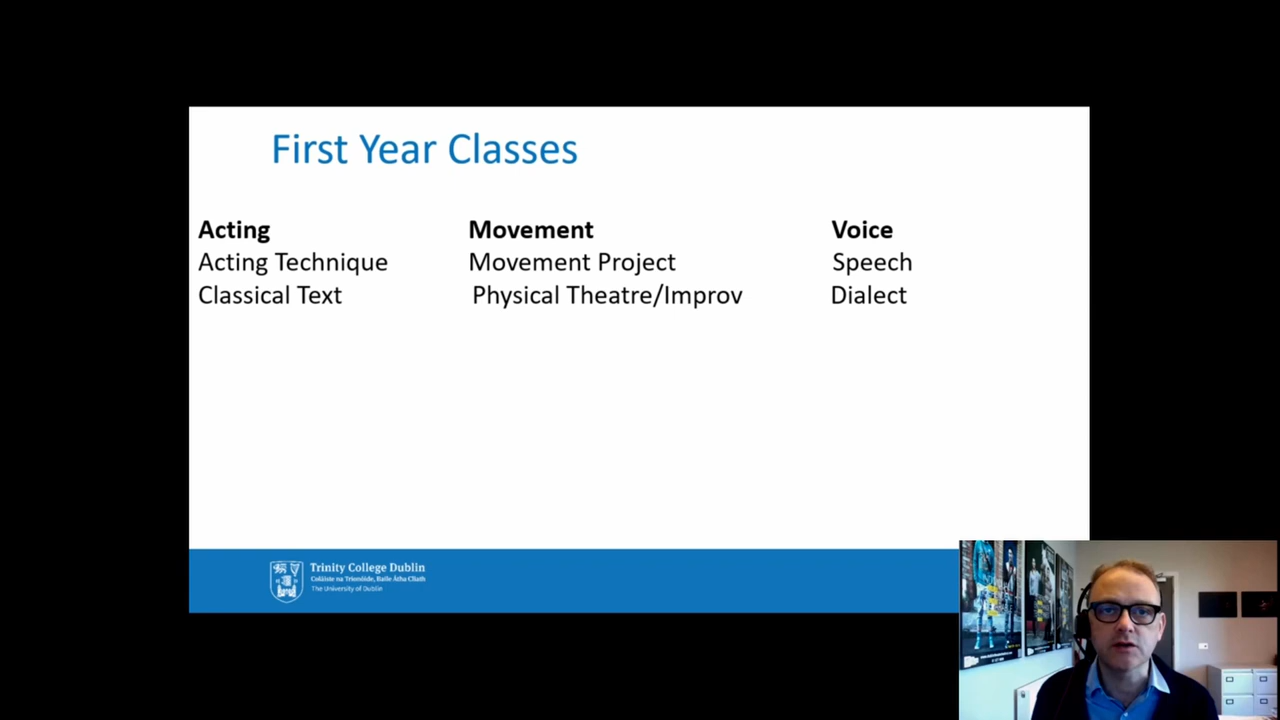 First Year Classes
Acting Movement Voice
Acting Technique Movement Project Speech
Classical Text Physical Theatre/Improv Dialect
Trinity College Dublin
Coláiste na Tríonóide, Baile Átha Cliath
The University of Dublin